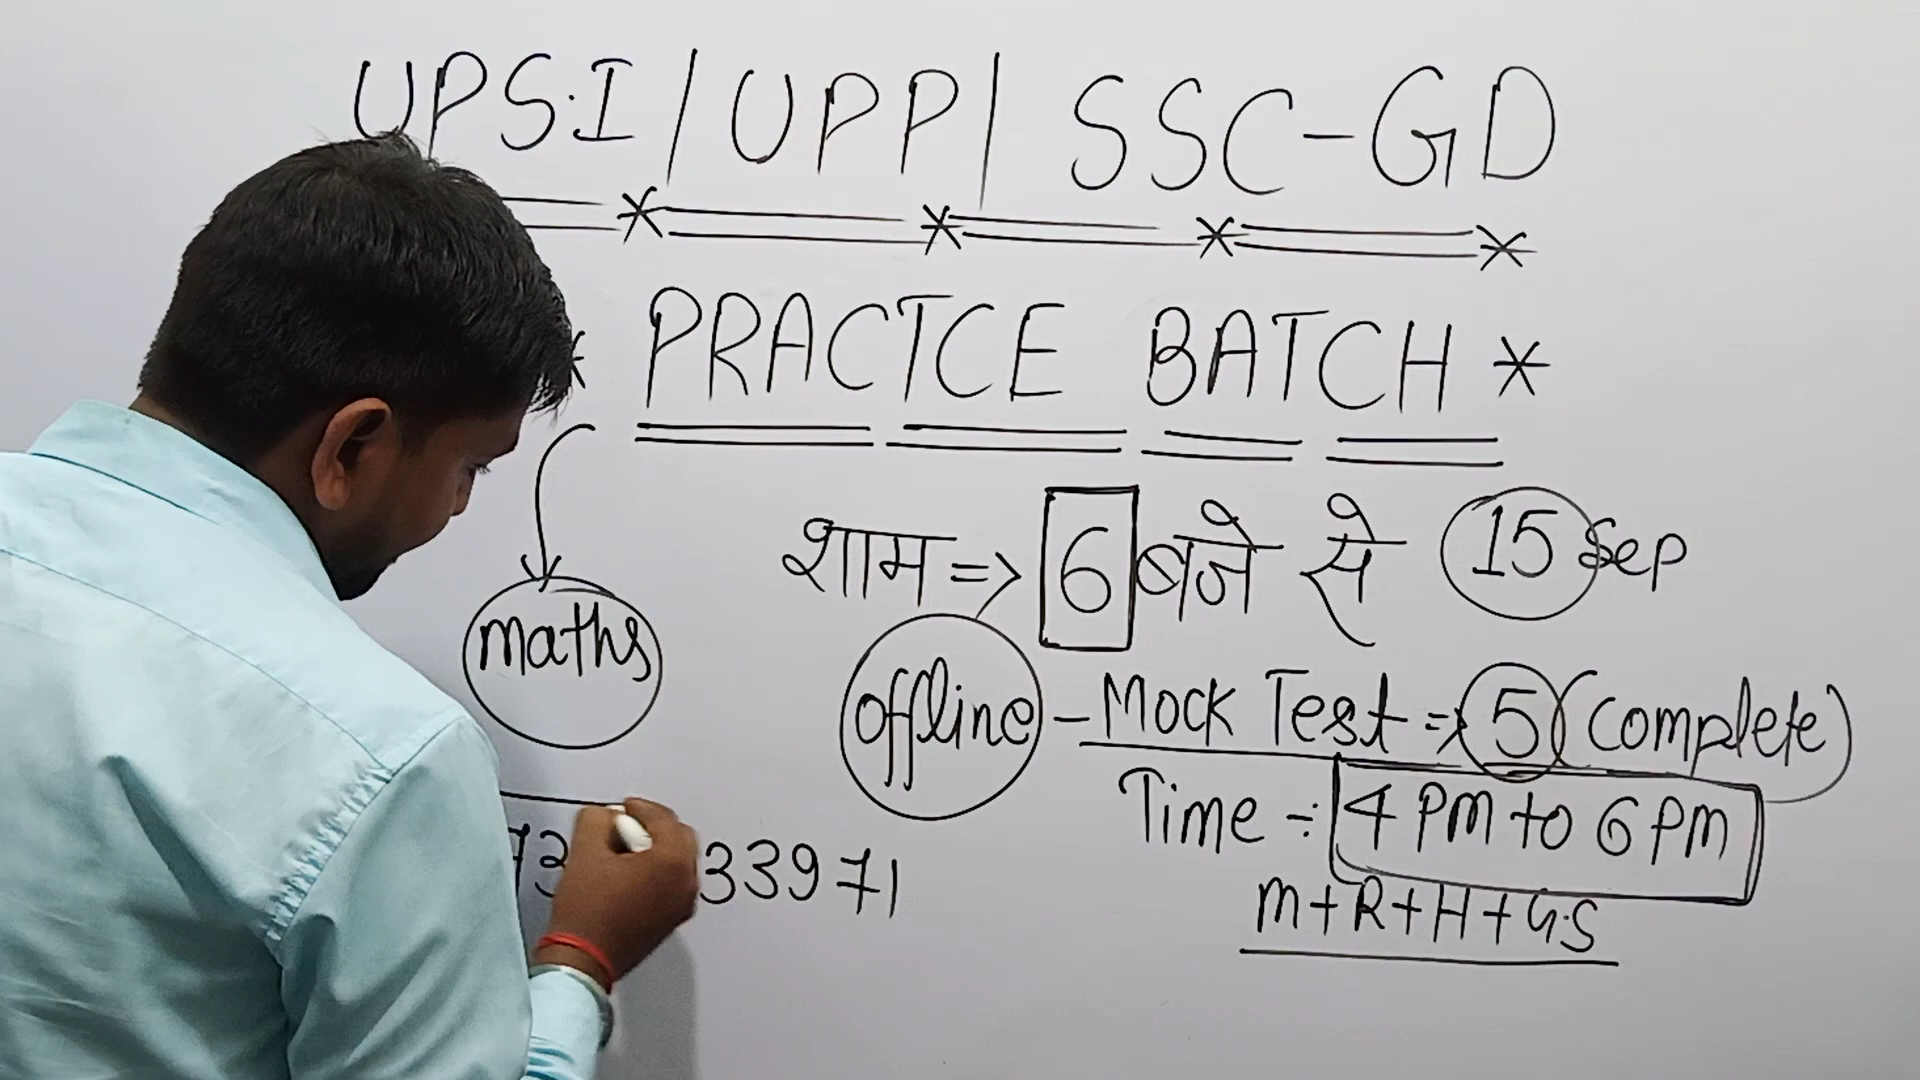 UPS.I / UPP / SSC-GD
* PRACTCE BATCH *
शाम => 6 बजे से 15 Sep
maths
offline - Mock Test => 5 (Complete)
Time ÷ 4 PM to 6 PM
73 33971
M+R+H+G.S